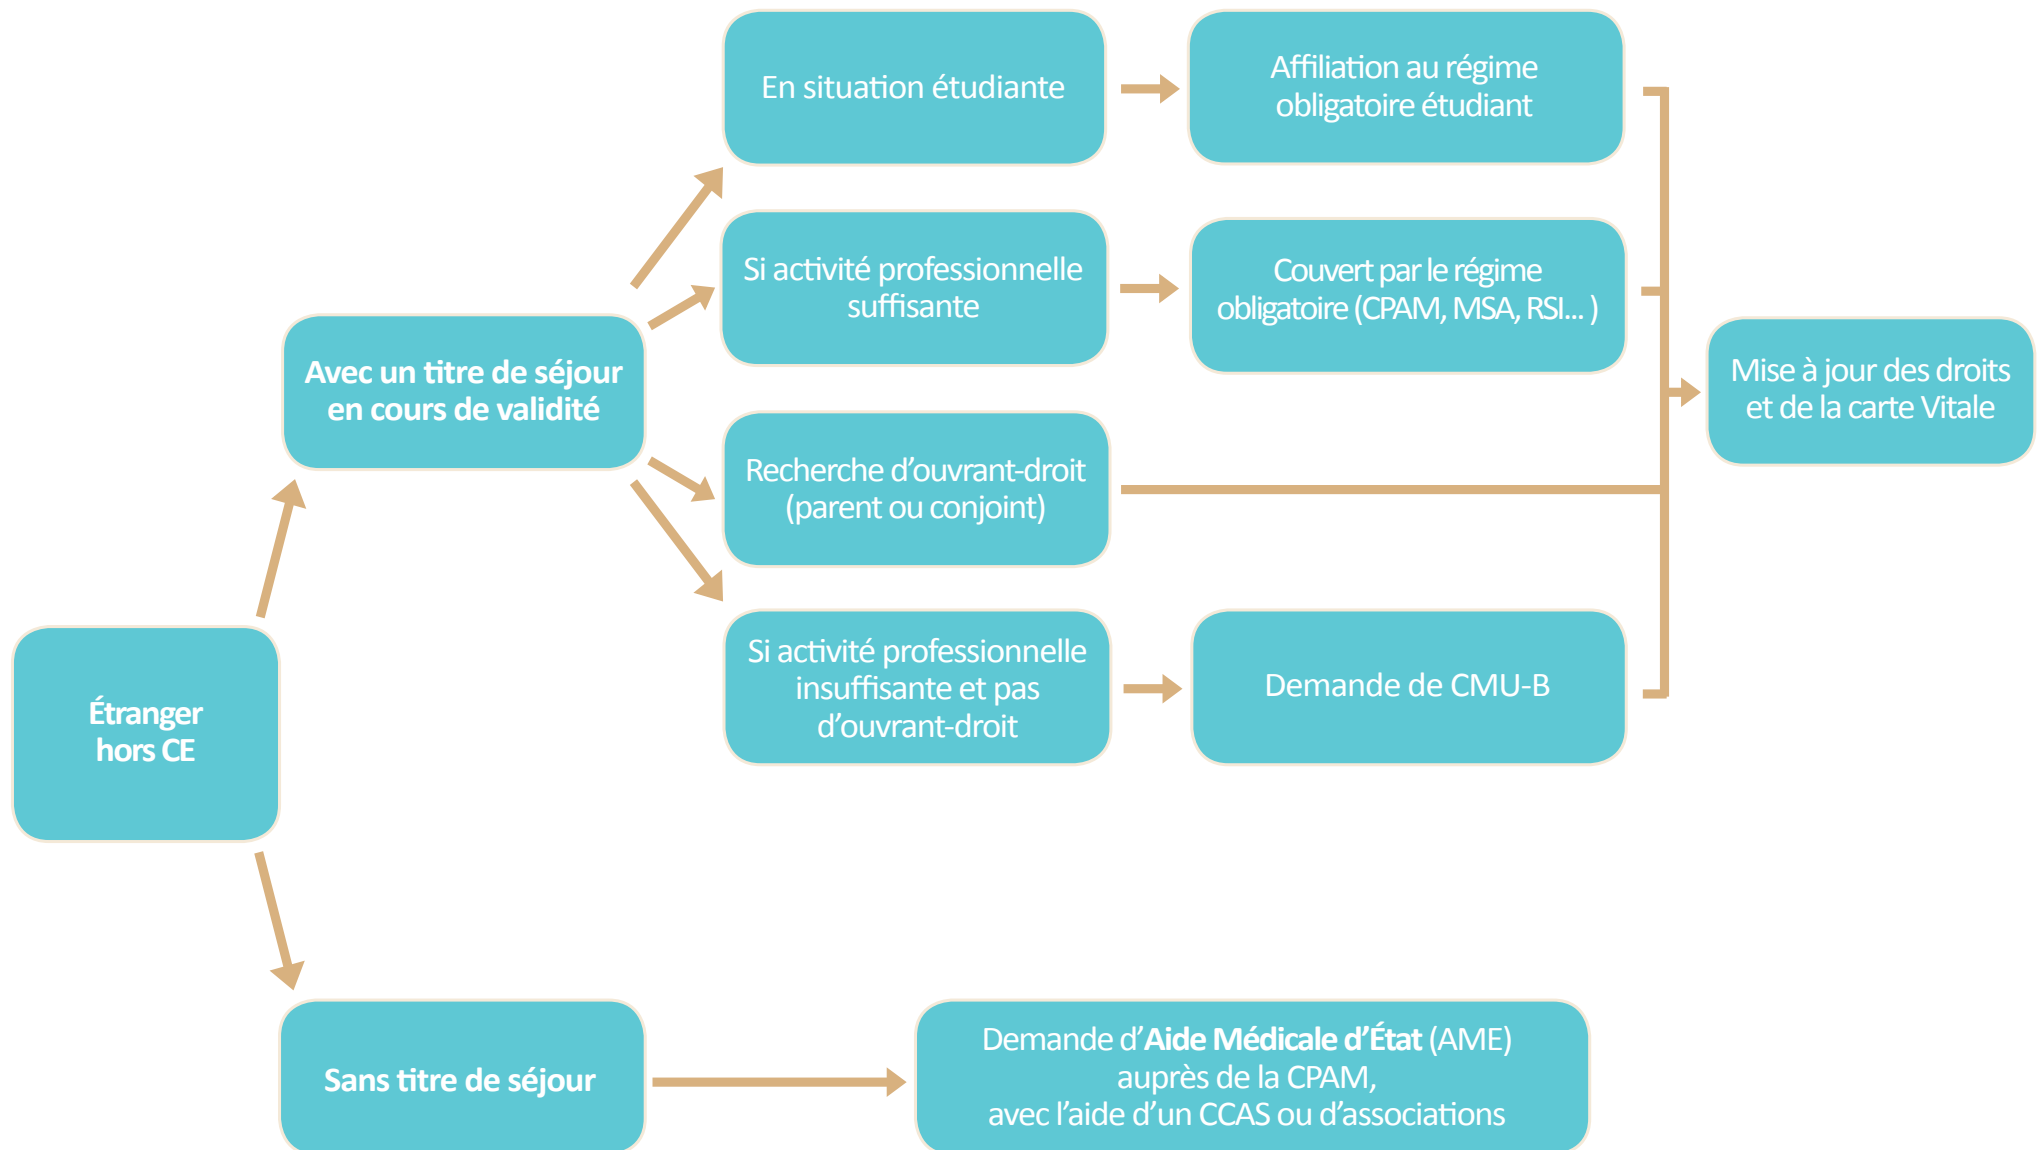 En situation étudiante
Affiliation au régime
obligatoire étudiant
Si activité professionnelle
suffisante
Couvert par le régime
obligatoire (CPAM, MSA, RSI... )
Avec un titre de séjour
en cours de validité
Mise à jour des droits
et de la carte Vitale
Recherche d’ouvrant-droit
(parent ou conjoint)
Si activité professionnelle
insuffisante et pas
d’ouvrant-droit
Demande de CMU-B
Étranger
hors CE
Sans titre de séjour
Demande d’Aide Médicale d’État (AME)
auprès de la CPAM,
avec l’aide d’un CCAS ou d’associations